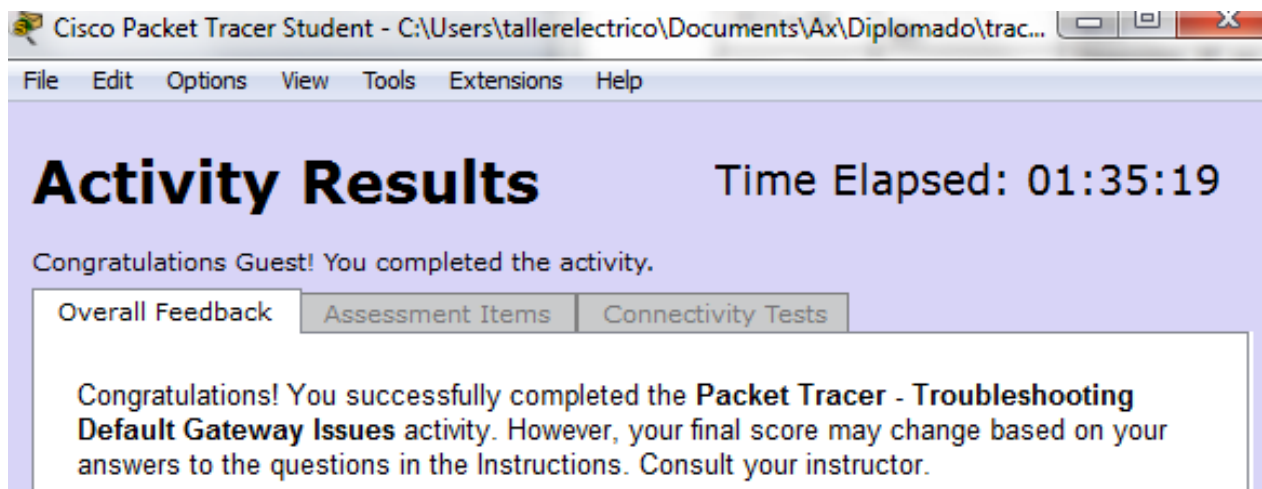 Cisco Packet Tracer Student - C:\Users\tallerelectrico\Documents\Ax\Diplomado\trac...
File Edit Options View Tools Extensions Help
Activity Results
Time Elapsed: 01:35:19
Congratulations Guest! You completed the activity.
Overall Feedback Assessment Items Connectivity Tests
Congratulations! You successfully completed the Packet Tracer - Troubleshooting
Default Gateway Issues activity. However, your final score may change based on your
answers to the questions in the Instructions. Consult your instructor.